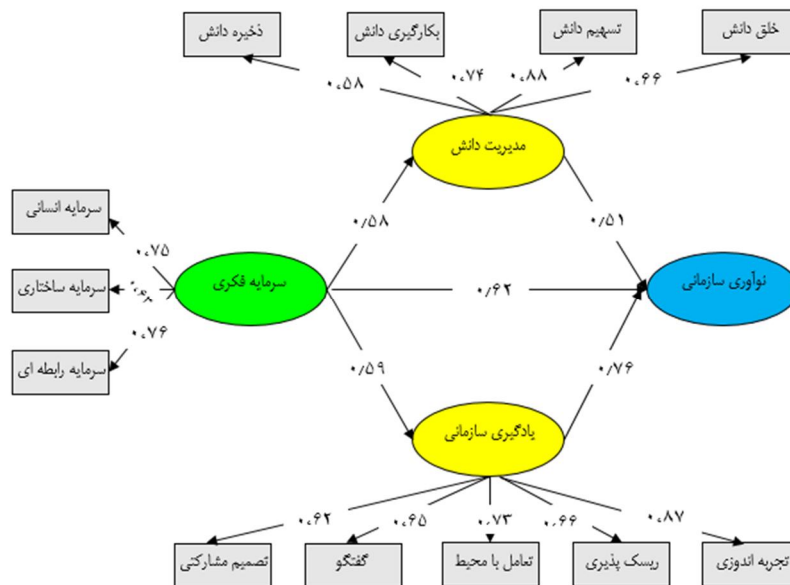 خلق دانش
تسهیم دانش
بکارگیری دانش
ذخیره دانش
۰،۶۶
۰،۸۸
۰،۷۴
۰،۵۸
مدیریت دانش
۰/۵۱
۰/۵۸
سرمایه انسانی
۰،۷۵
نوآوری سازمانی
۰/۶۲
سرمایه فکری
سرمایه ساختاری
۰،۷۶
سرمایه رابطه ای
۰/۷۶
۰/۵۹
یادگیری سازمانی
۰،۸۷
۰،۶۶
۰،۷۳
۰،۶۵
۰،۶۲
تجربه اندوزی
ریسک پذیری
تعامل با محیط
گفتگو
تصمیم مشارکتی